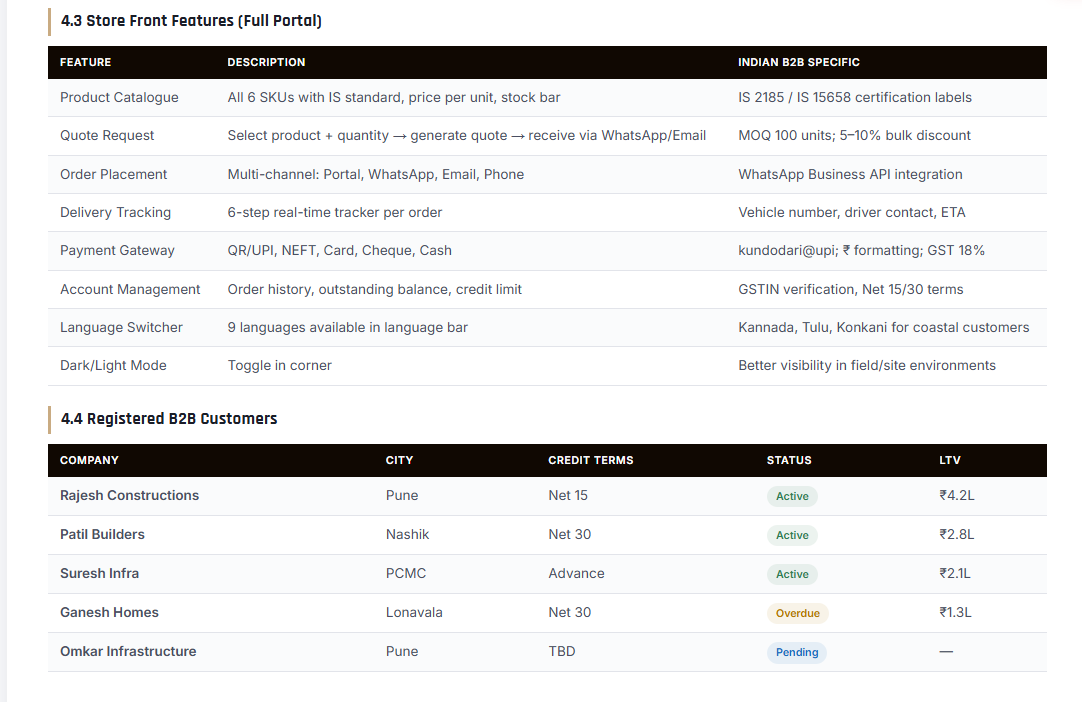 4.3 Store Front Features (Full Portal)
FEATURE DESCRIPTION INDIAN B2B SPECIFIC
Product Catalogue All 6 SKUs with IS standard, price per unit, stock bar IS 2185 / IS 15658 certification labels
Quote Request Select product + quantity → generate quote → receive via WhatsApp/Email MOQ 100 units; 5–10% bulk discount
Order Placement Multi-channel: Portal, WhatsApp, Email, Phone WhatsApp Business API integration
Delivery Tracking 6-step real-time tracker per order Vehicle number, driver contact, ETA
Payment Gateway QR/UPI, NEFT, Card, Cheque, Cash kundodari@upi; ₹ formatting; GST 18%
Account Management Order history, outstanding balance, credit limit GSTIN verification, Net 15/30 terms
Language Switcher 9 languages available in language bar Kannada, Tulu, Konkani for coastal customers
Dark/Light Mode Toggle in corner Better visibility in field/site environments
4.4 Registered B2B Customers
COMPANY CITY CREDIT TERMS STATUS LTV
Rajesh Constructions Pune Net 15 Active ₹4.2L
Patil Builders Nashik Net 30 Active ₹2.8L
Suresh Infra PCMC Advance Active ₹2.1L
Ganesh Homes Lonavala Net 30 Overdue ₹1.3L
Omkar Infrastructure Pune TBD Pending —